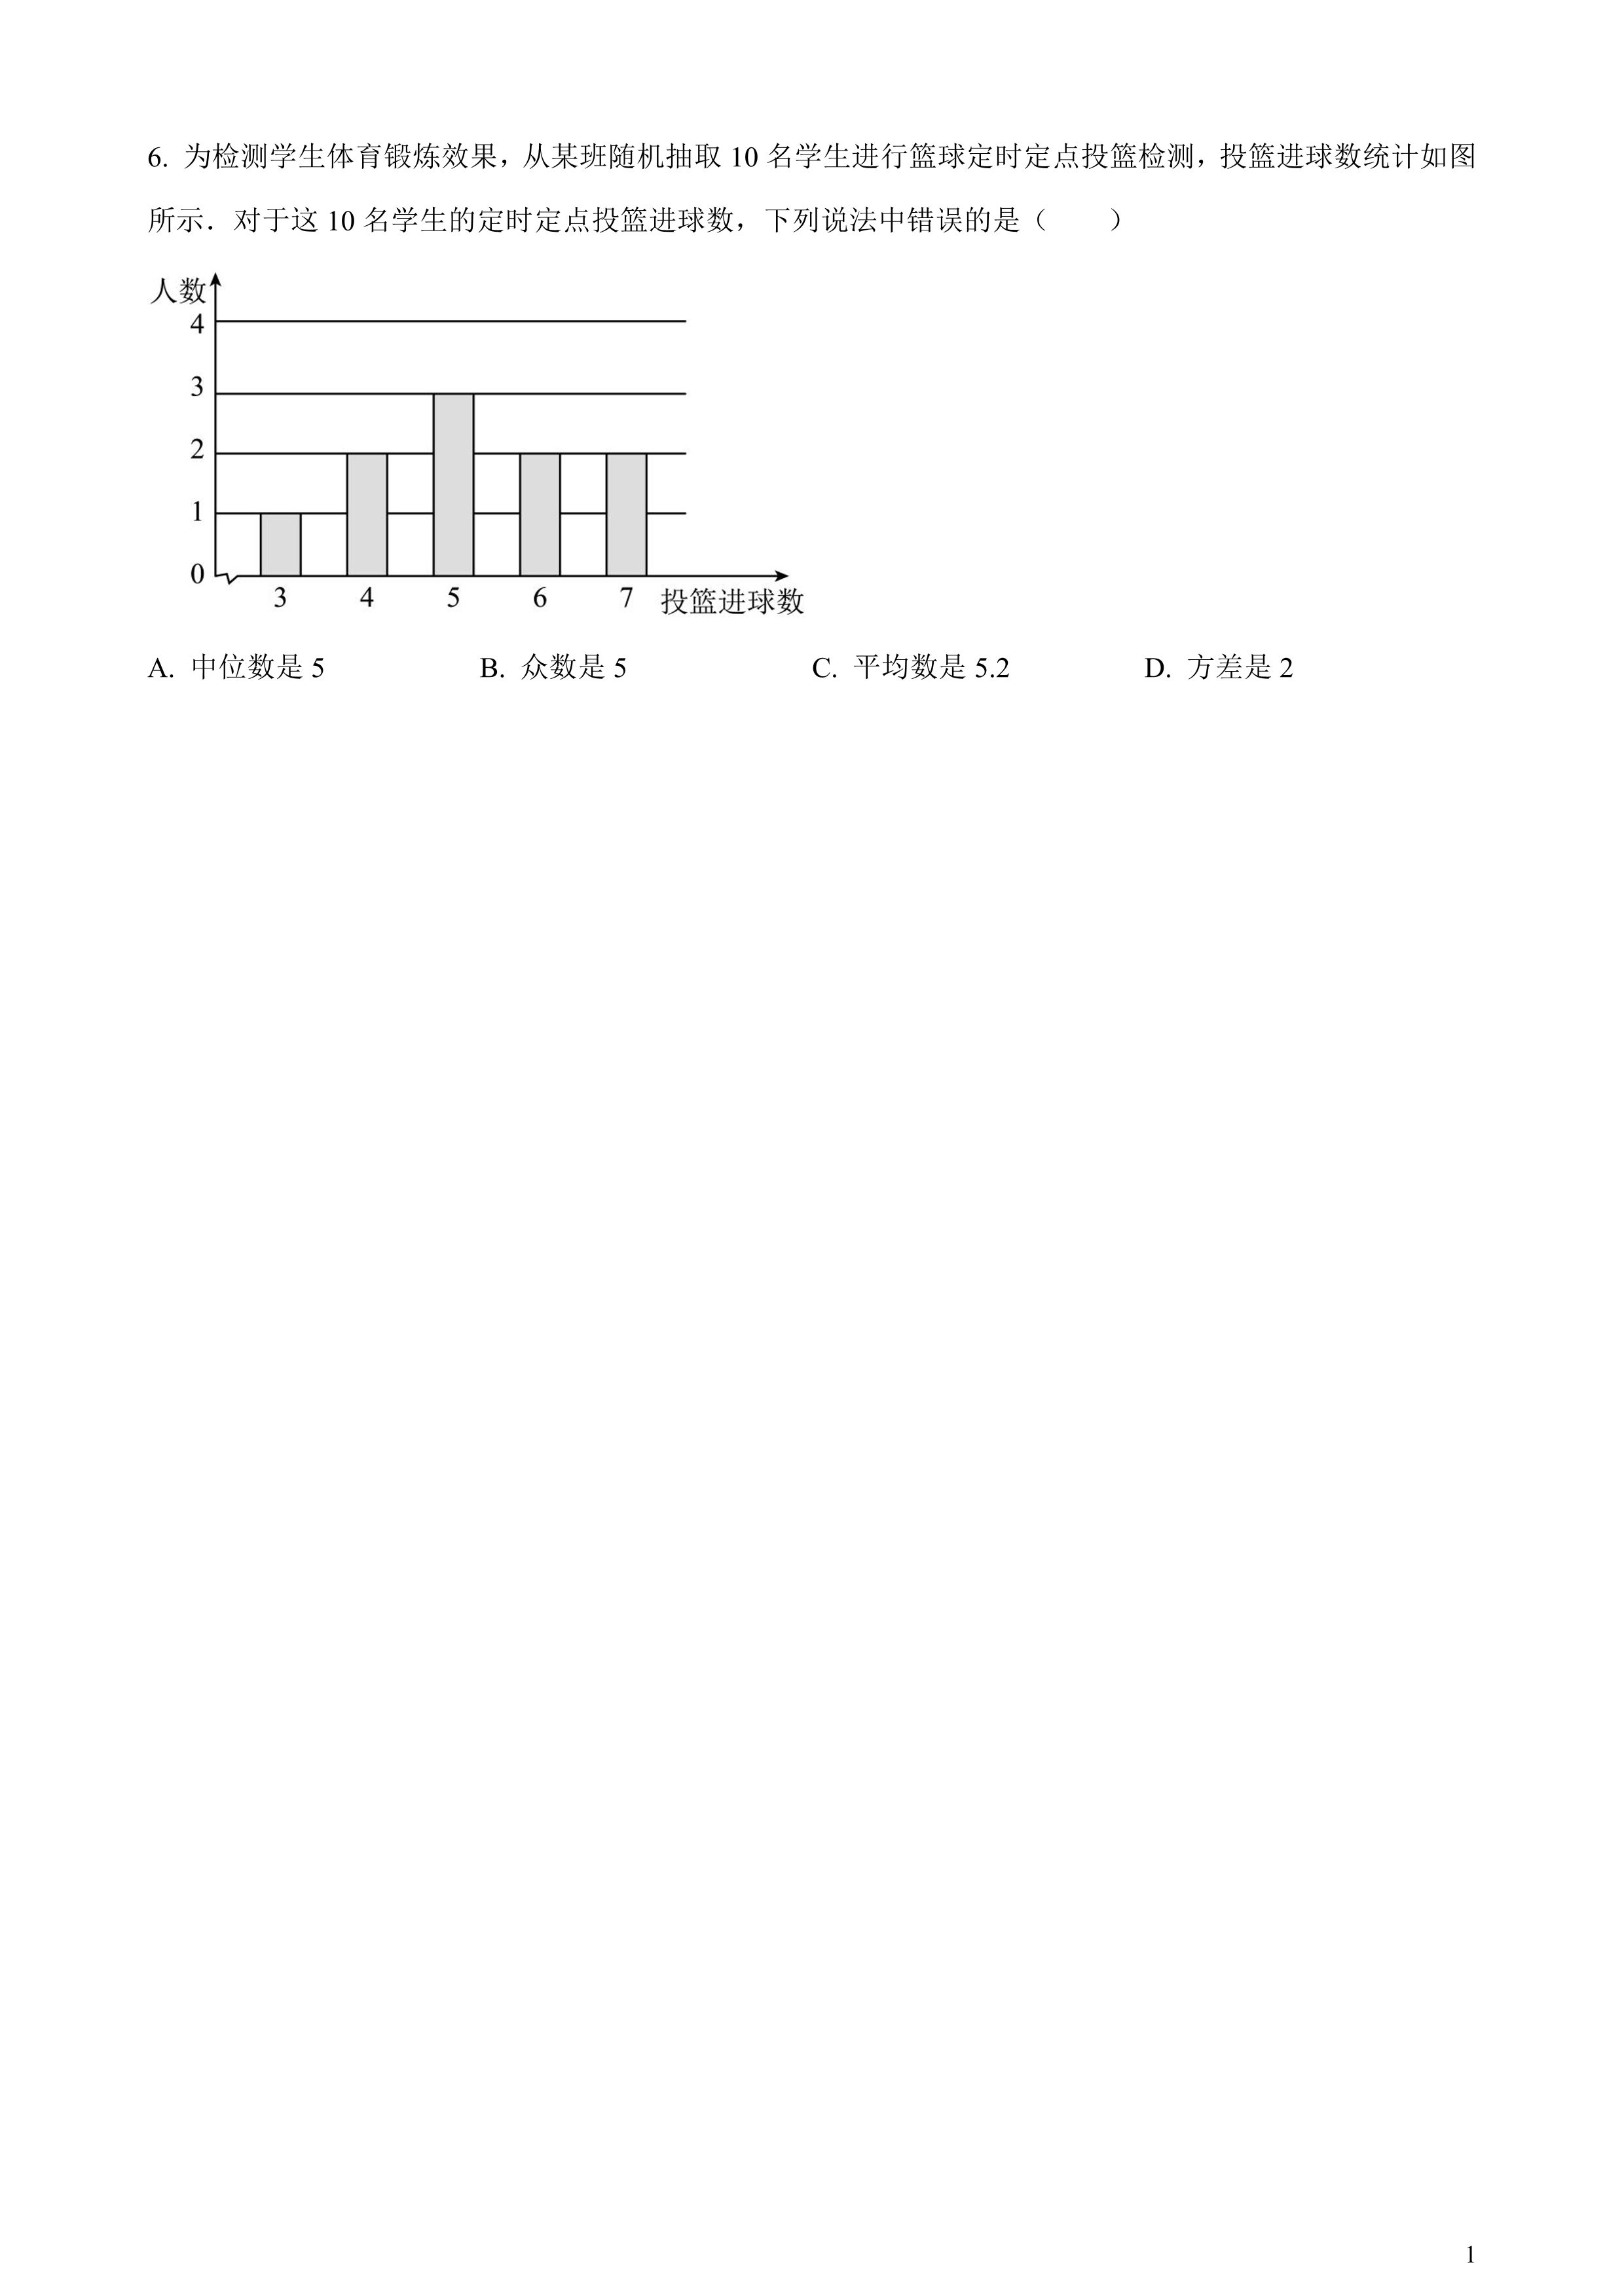 6. 为检测学生体育锻炼效果，从某班随机抽取 10 名学生进行篮球定时定点投篮检测，投篮进球数统计如图
所示．对于这 10 名学生的定时定点投篮进球数，下列说法中错误的是（　　）
人数
4
3
2
1
0
3 4 5 6 7 投篮进球数
A. 中位数是 5 B. 众数是 5 C. 平均数是 5.2 D. 方差是 2
1